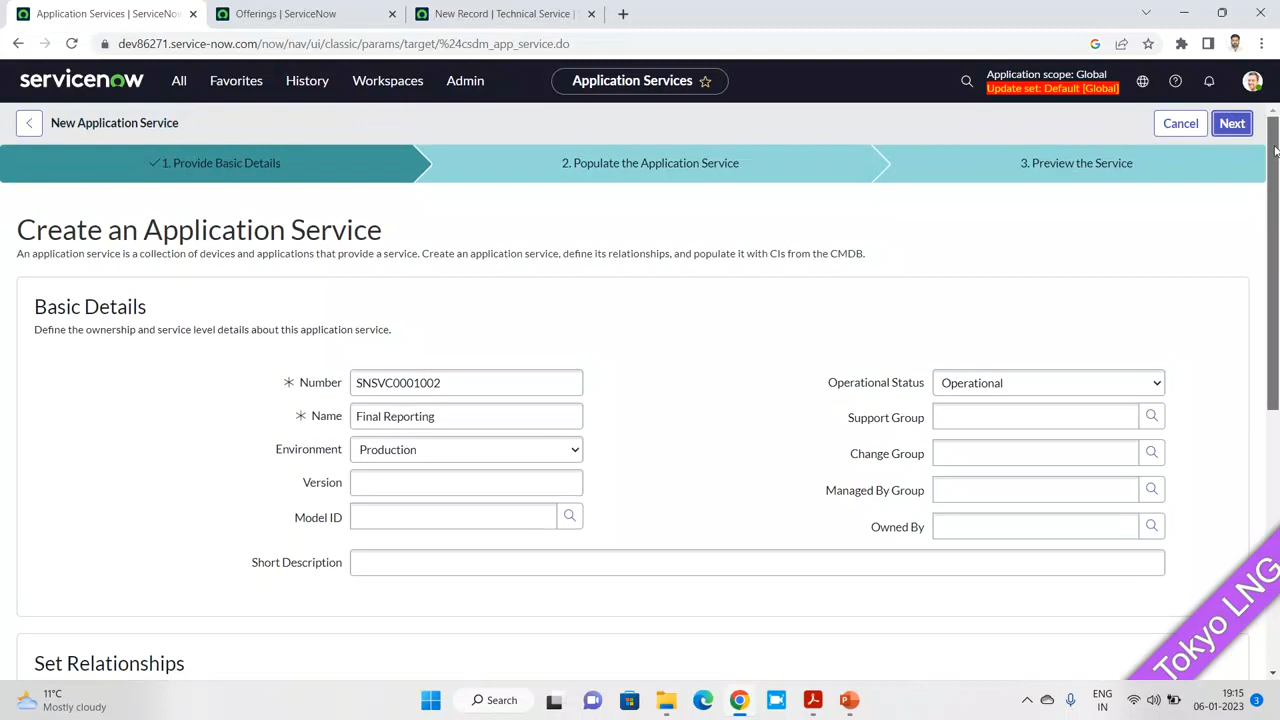 Application Services | ServiceNow
Offerings | ServiceNow
New Record | Technical Service |
dev86271.service-now.com/now/nav/ui/classic/params/target/%24csdm_app_service.do
servicenow
All
Favorites
History
Workspaces
Admin
Application Services
Application scope: Global
Update set: Default [Global]
New Application Service
Cancel
Next
1. Provide Basic Details
2. Populate the Application Service
3. Preview the Service
Create an Application Service
An application service is a collection of devices and applications that provide a service. Create an application service, define its relationships, and populate it with CIs from the CMDB.
Basic Details
Define the ownership and service level details about this application service.
Number
SNSVC0001002
Name
Final Reporting
Environment
Production
Version
Model ID
Operational Status
Operational
Support Group
Change Group
Managed By Group
Owned By
Short Description
Set Relationships
Tokyo LNG
11°C
Mostly cloudy
Search
ENG
IN
19:15
06-01-2023
3